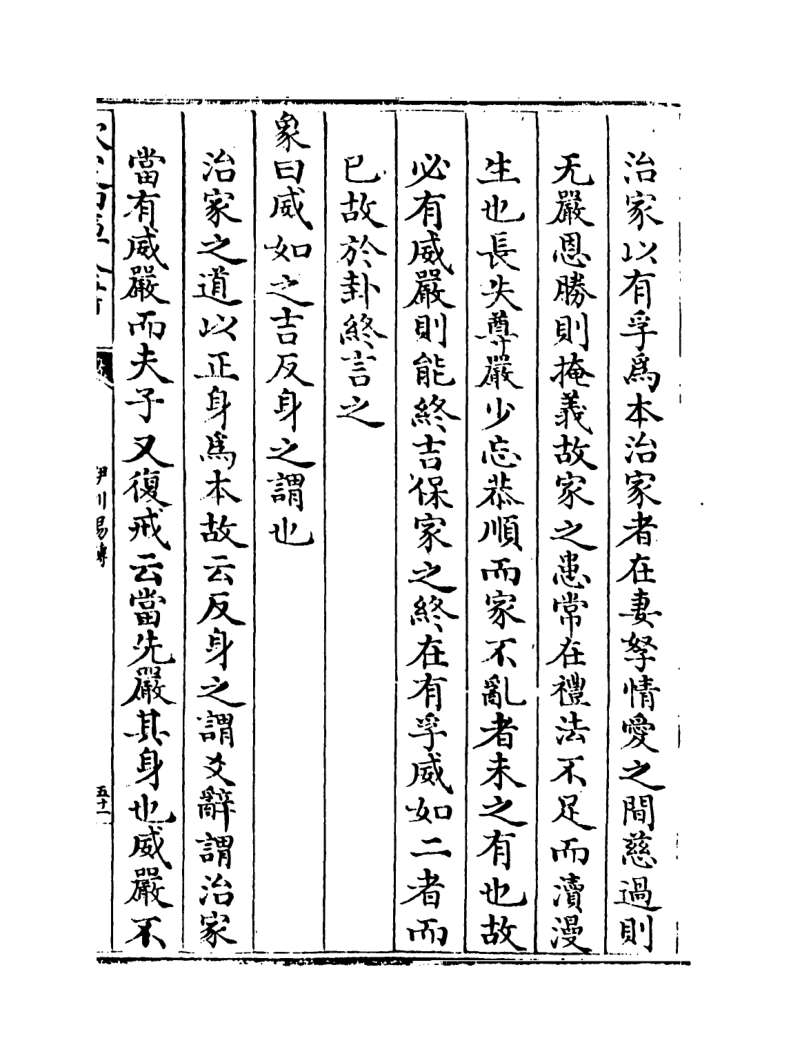 治家以有孚爲本治家者在妻孥情愛之間慈過則
无嚴恩勝則掩義故家之患常在禮法不足而瀆漫
生也長失尊嚴少忘恭順而家不亂者未之有也故
必有威嚴則能終吉保家之終在有孚威如二者而
已故於卦終言之
象曰威如之吉反身之謂也
治家之道以正身爲本故云反身之謂爻辭謂治家
當有威嚴而夫子又復戒云當先嚴其身也威嚴不
伊川易傳
五十一